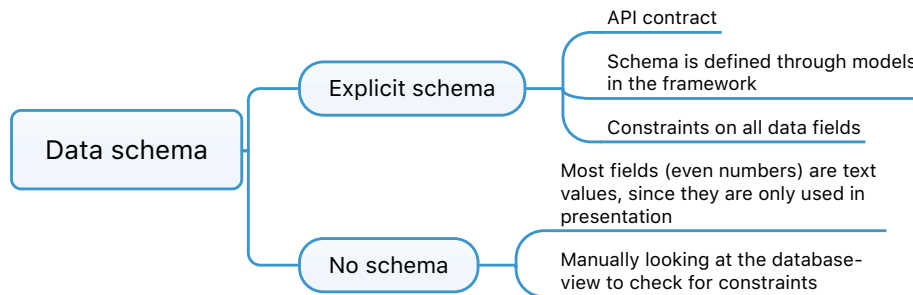 API contract
Schema is defined through models
in the framework
Explicit schema
Constraints on all data fields
Data schema
Most fields (even numbers) are text
values, since they are only used in
presentation
No schema
Manually looking at the database-
view to check for constraints